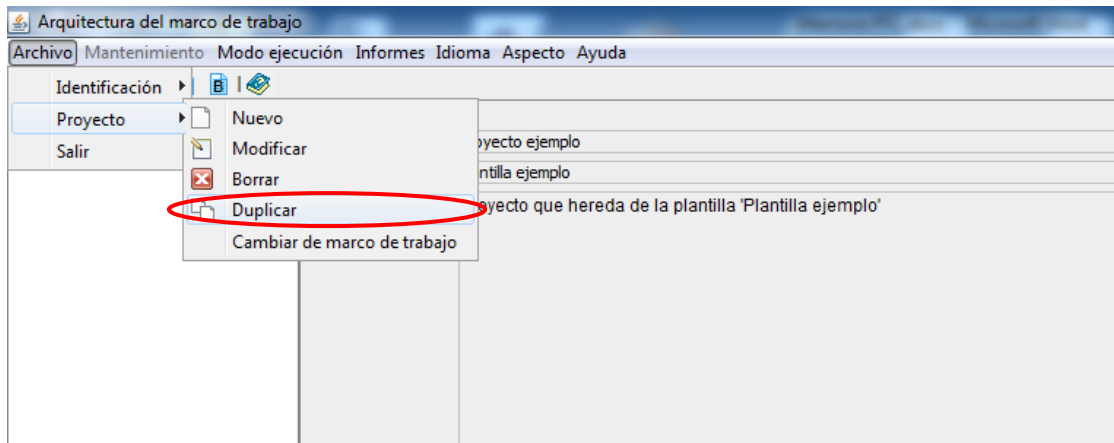 Arquitectura del marco de trabajo
Archivo Mantenimiento Modo ejecución Informes Idioma Aspecto Ayuda
Identificación
B
Proyecto
Nuevo
Salir
Modificar
oyecto ejemplo
Borrar
ntilla ejemplo
Duplicar
oyecto que hereda de la plantilla 'Plantilla ejemplo'
Cambiar de marco de trabajo